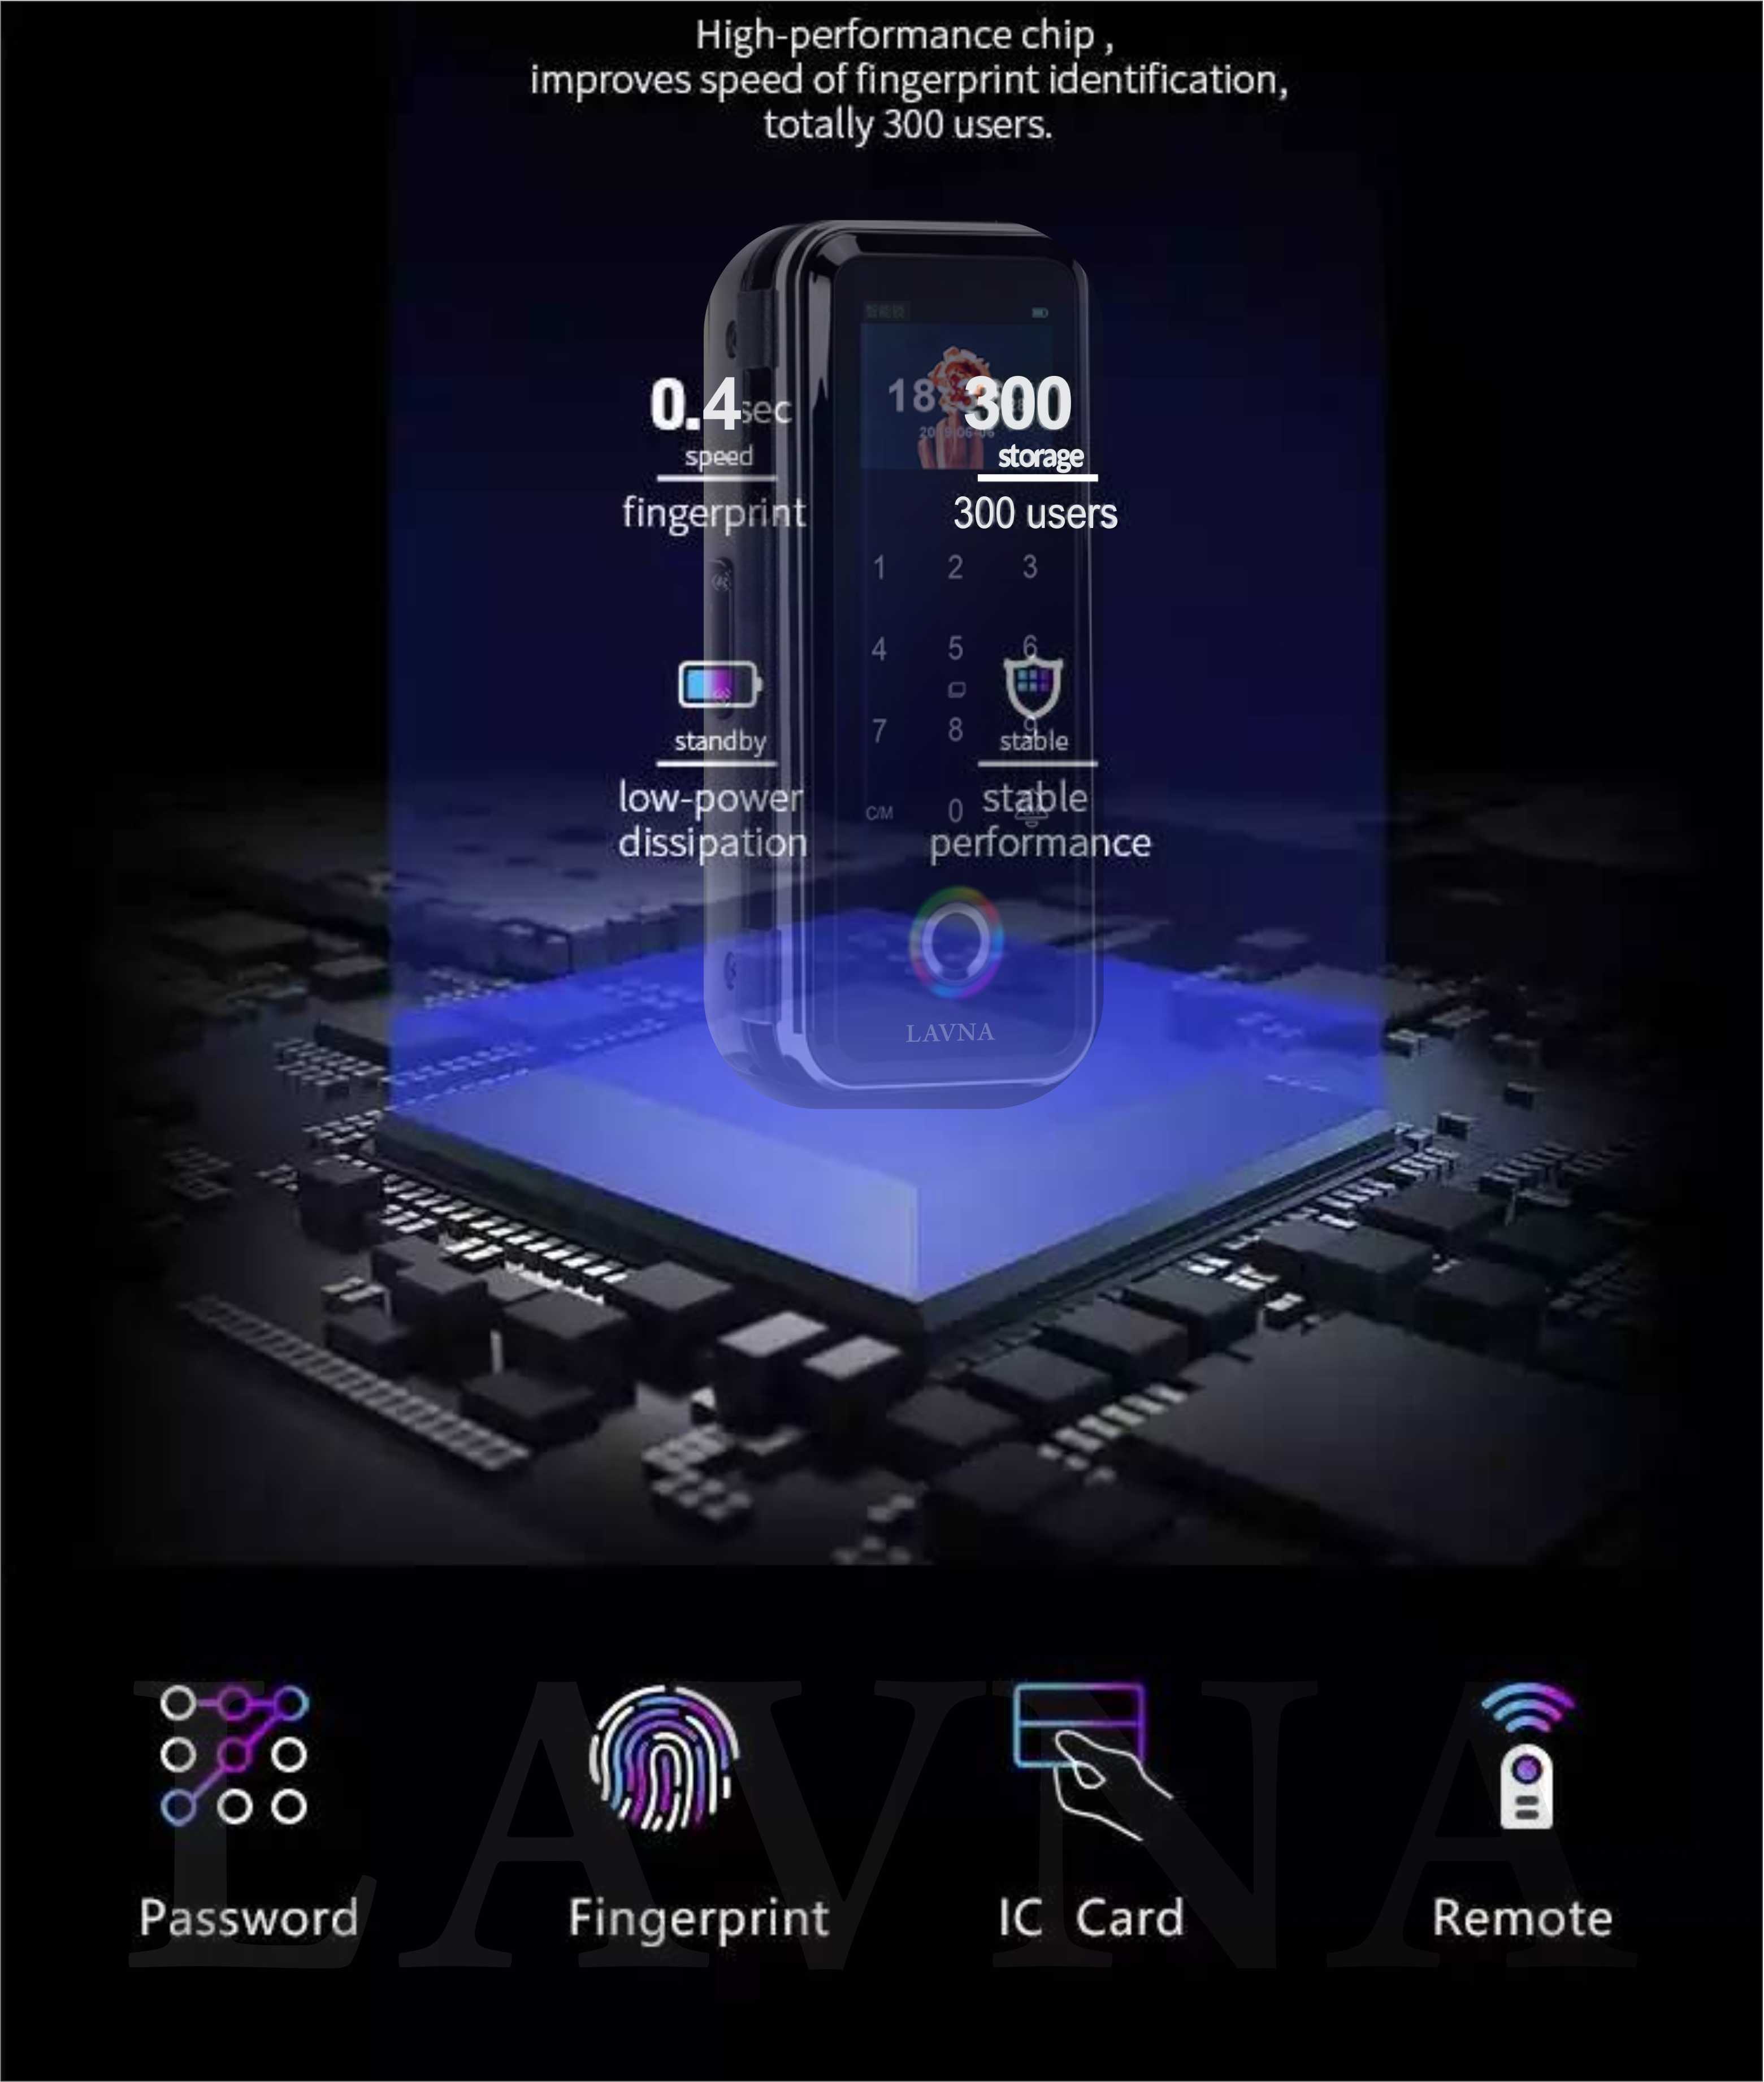 High-performance chip ,
improves speed of fingerprint identification,
totally 300 users.
0.4sec
speed
fingerprint
300
storage
300 users
1 2 3
4 5 6
7 8 9
C/M 0
standby
low-power
dissipation
stable
stable
performance
LAVNA
LAVNA
Password
Fingerprint
IC Card
Remote